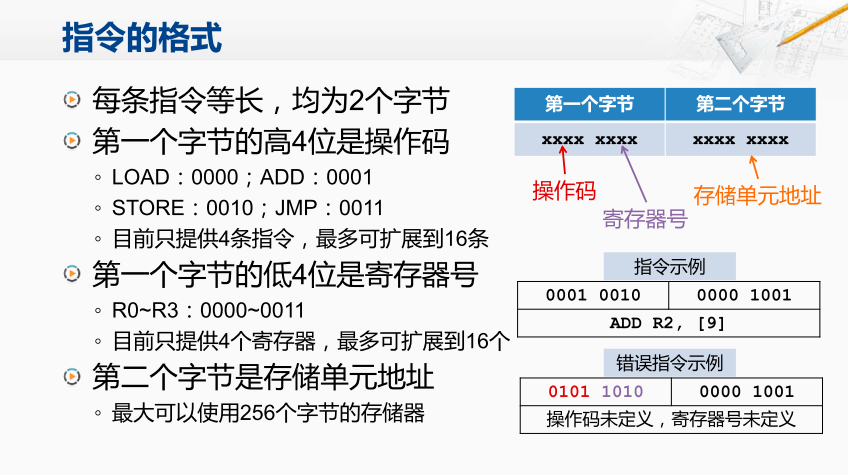 指令的格式
每条指令等长，均为2个字节
第一个字节的高4位是操作码
LOAD：0000；ADD：0001
STORE：0010；JMP：0011
目前只提供4条指令，最多可扩展到16条
第一个字节的低4位是寄存器号
R0~R3：0000~0011
目前只提供4个寄存器，最多可扩展到16个
第二个字节是存储单元地址
最大可以使用256个字节的存储器
第一个字节 第二个字节
xxxx xxxx xxxx xxxx
操作码
寄存器号
存储单元地址
指令示例
0001 0010 0000 1001
ADD R2, [9]
错误指令示例
0101 1010 0000 1001
操作码未定义，寄存器号未定义